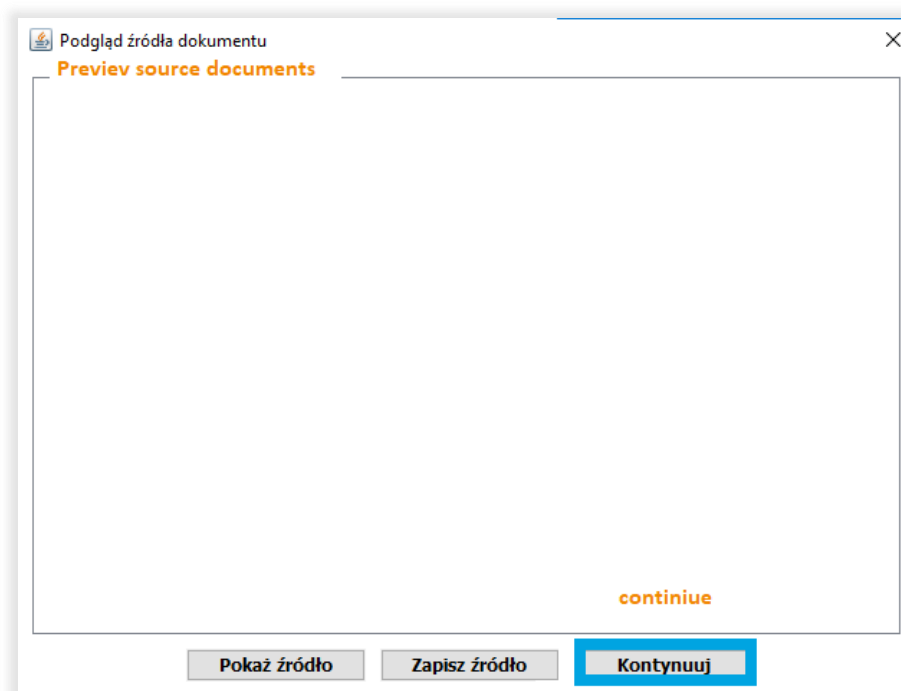 Podgląd źródła dokumentu
Previev source documents
continiue
Pokaż źródło Zapisz źródło Kontynuuj